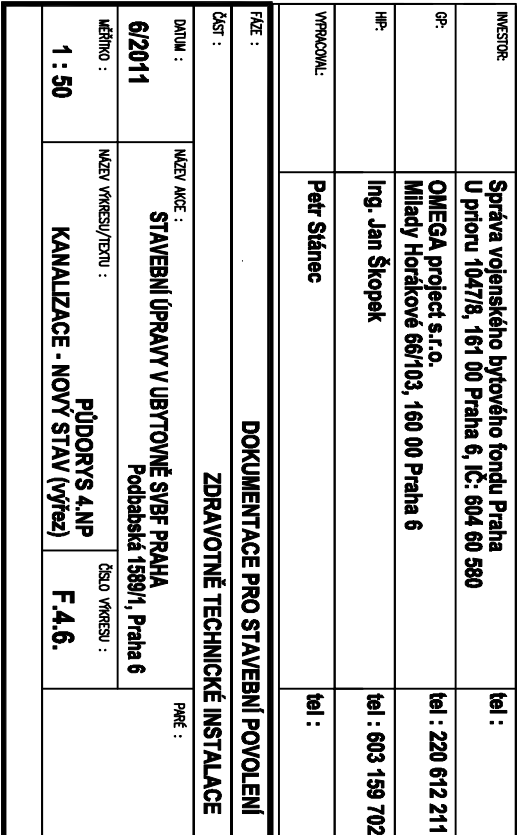 INVESTOR:
Správa vojenského bytového fondu Praha
U prioru 1047/8, 161 00 Praha 6, IČ: 604 60 580
tel :
GP:
OMEGA project s.r.o.
Milady Horákové 66/103, 160 00 Praha 6
tel : 220 612 211
HIP:
Ing. Jan Škopek
tel : 603 159 702
VYPRACOVAL:
Petr Stánec
tel :
FÁZE :
DOKUMENTACE PRO STAVEBNÍ POVOLENÍ
ČÁST :
ZDRAVOTNĚ TECHNICKÉ INSTALACE
DATUM :
6/2011
NÁZEV AKCE :
STAVEBNÍ ÚPRAVY V UBYTOVNĚ SVBF PRAHA
Podbabská 1589/1, Praha 6
PARÉ :
MĚŘÍTKO :
1 : 50
NÁZEV VÝKRESU/TEXTU :
PŮDORYS 4.NP
KANALIZACE - NOVÝ STAV (výřez)
ČÍSLO VÝKRESU :
F.4.6.